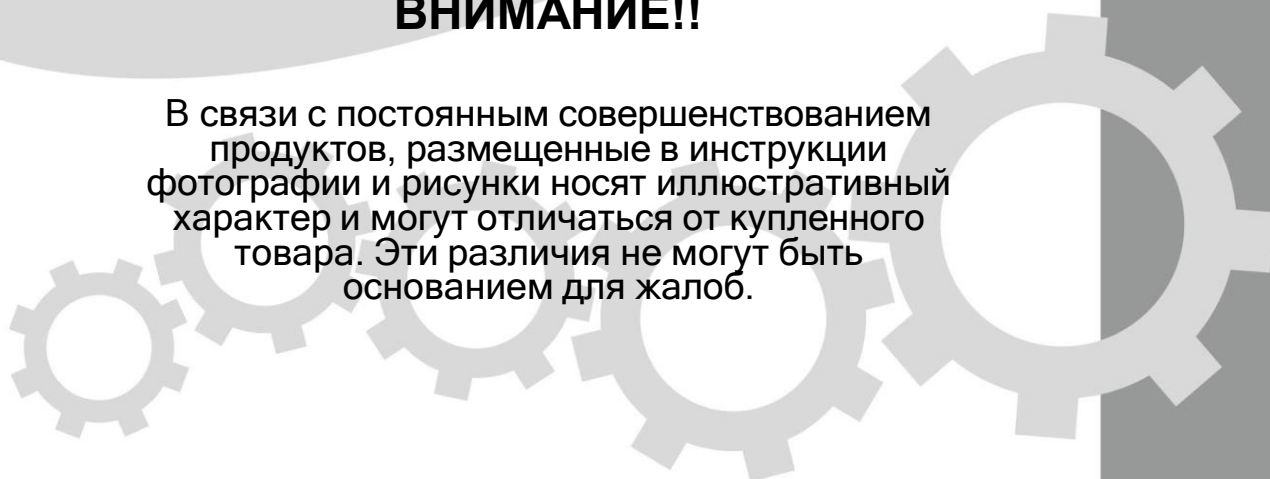 ВНИМАНИЕ!!
В связи с постоянным совершенствованием
продуктов, размещенные в инструкции
фотографии и рисунки носят иллюстративный
характер и могут отличаться от купленного
товара. Эти различия не могут быть
основанием для жалоб.